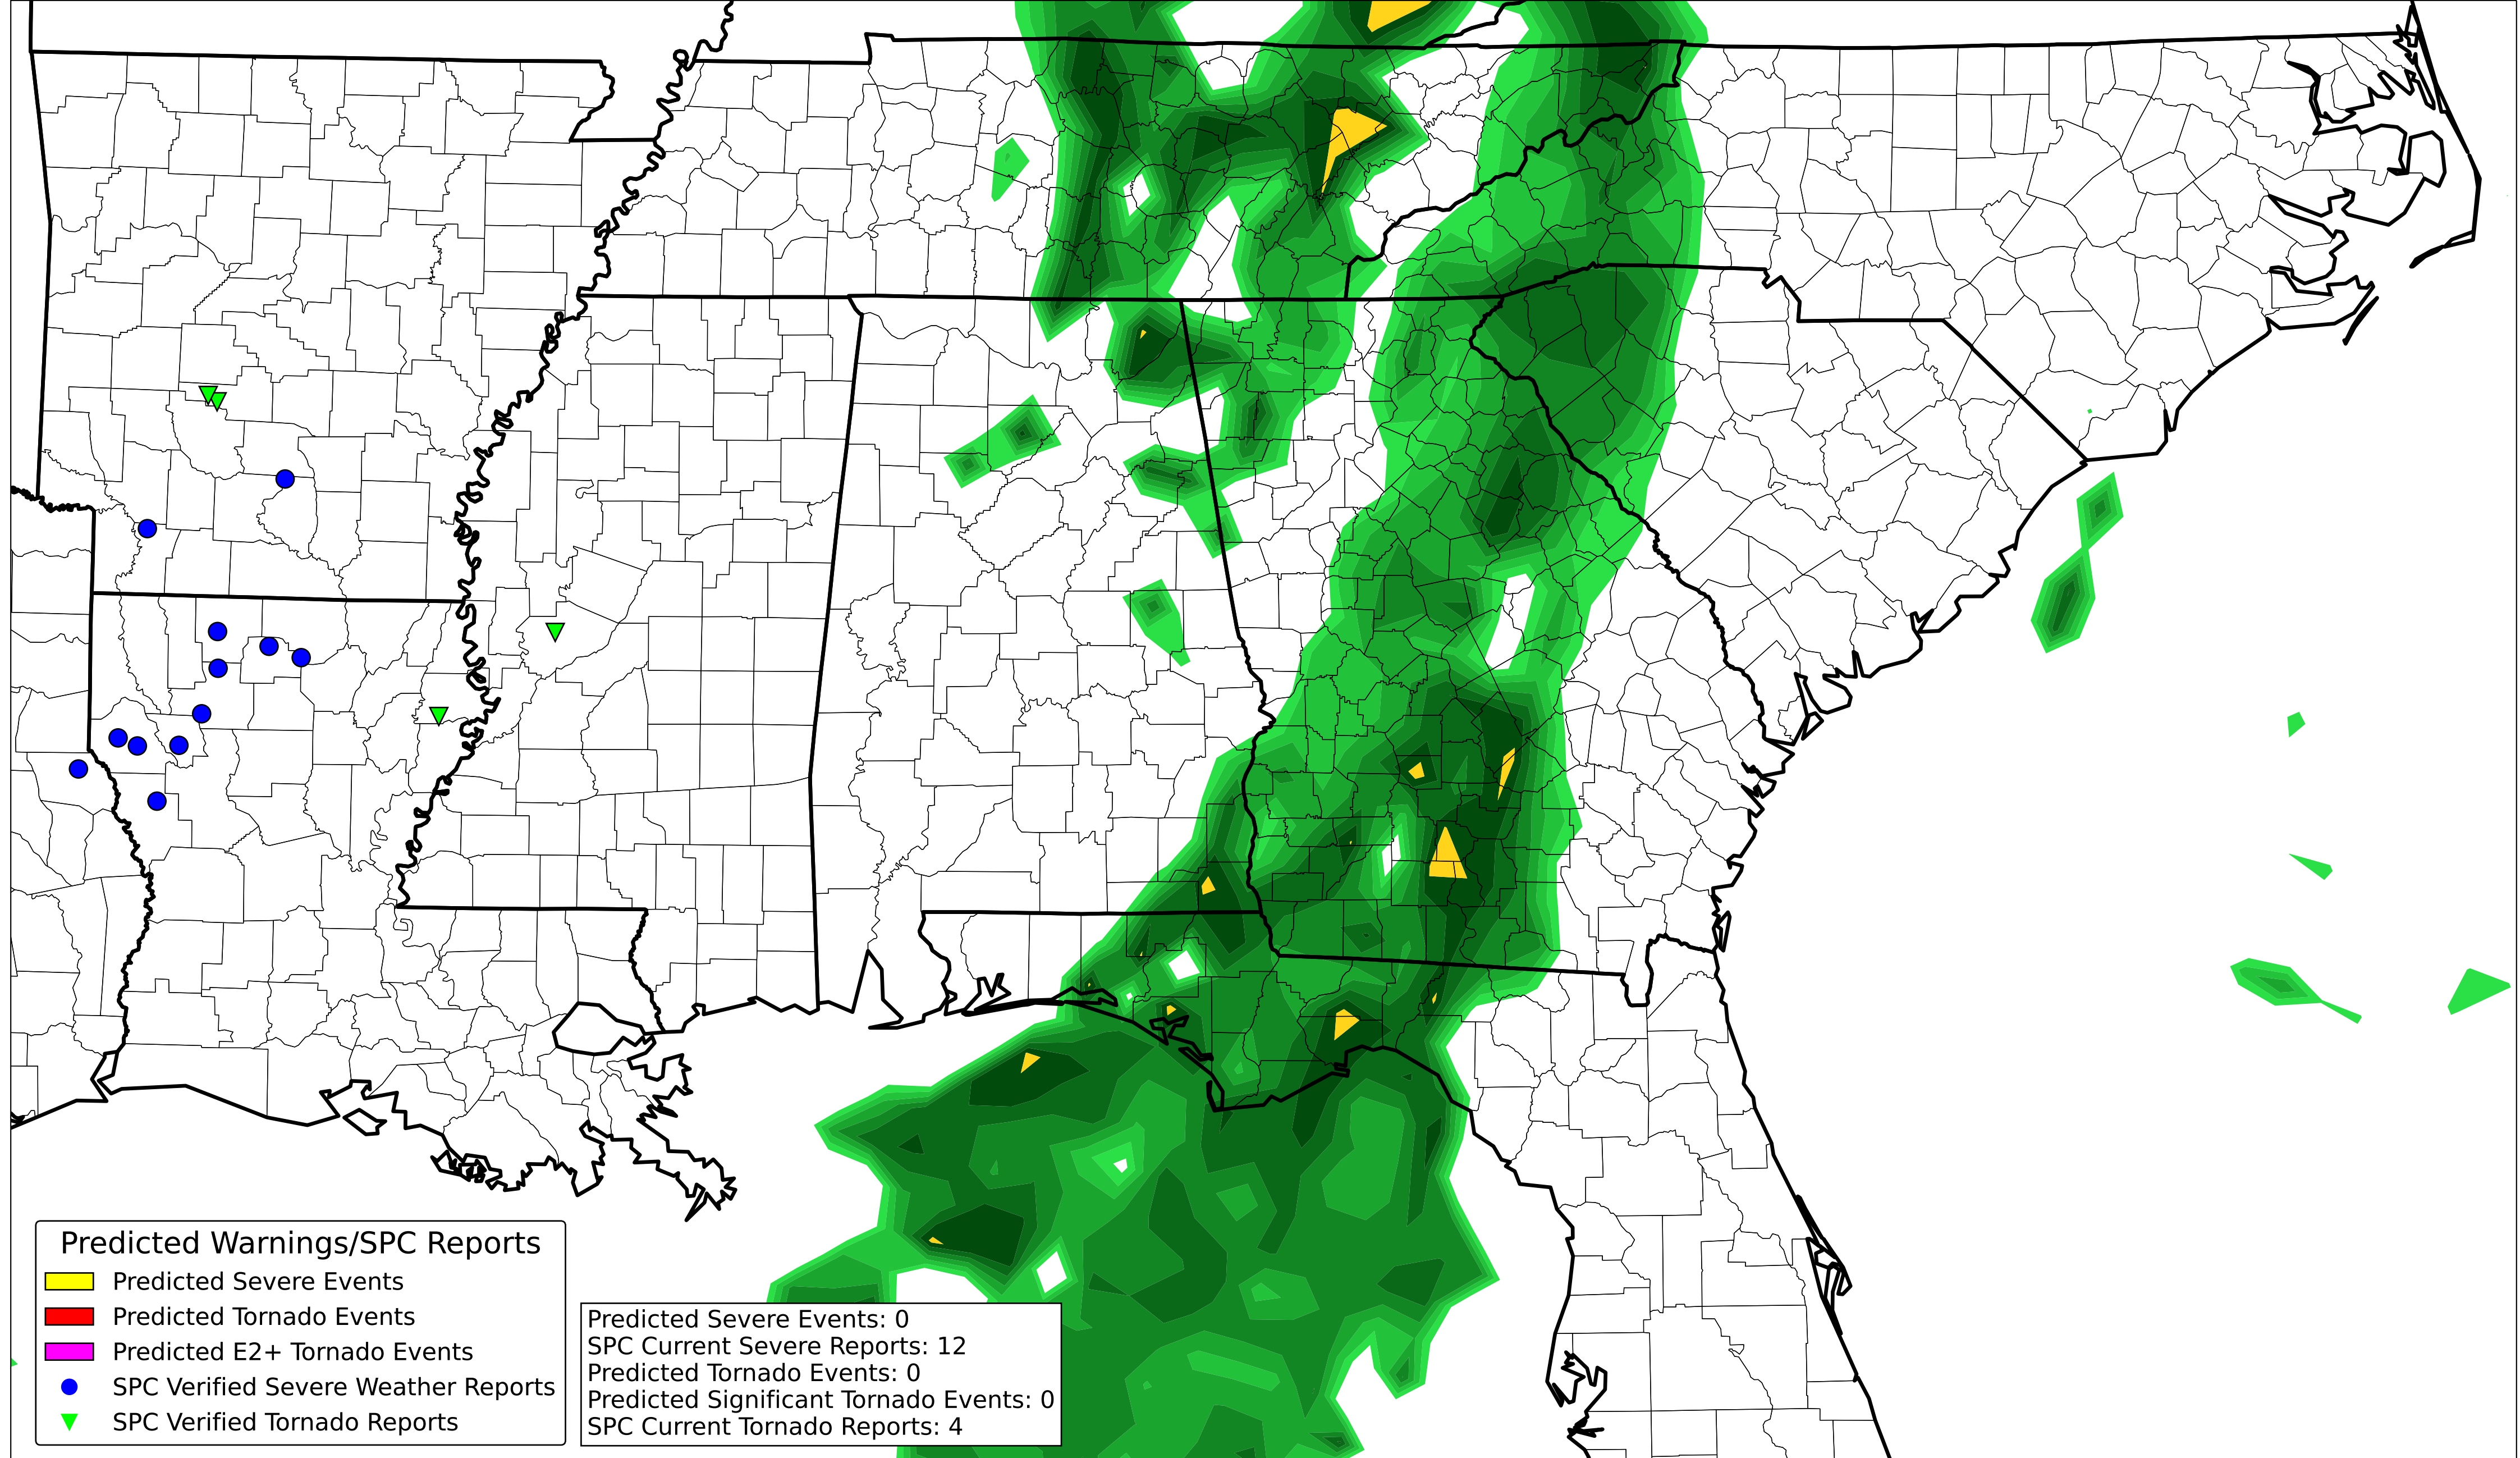 Predicted Warnings/SPC Reports
Predicted Severe Events
Predicted Tornado Events
Predicted E2+ Tornado Events
SPC Verified Severe Weather Reports
SPC Verified Tornado Reports
Predicted Severe Events: 0
SPC Current Severe Reports: 12
Predicted Tornado Events: 0
Predicted Significant Tornado Events: 0
SPC Current Tornado Reports: 4